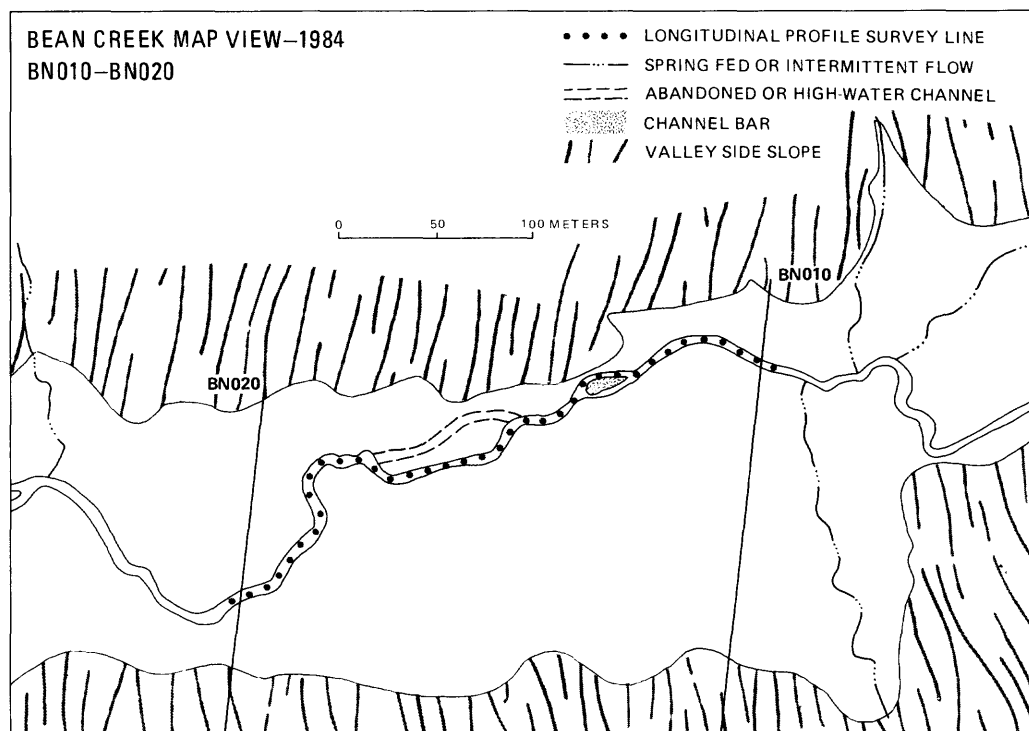 BEAN CREEK MAP VIEW–1984
BN010–BN020
LONGITUDINAL PROFILE SURVEY LINE
SPRING FED OR INTERMITTENT FLOW
ABANDONED OR HIGH-WATER CHANNEL
CHANNEL BAR
VALLEY SIDE SLOPE
0 50 100 METERS
BN010
BN020